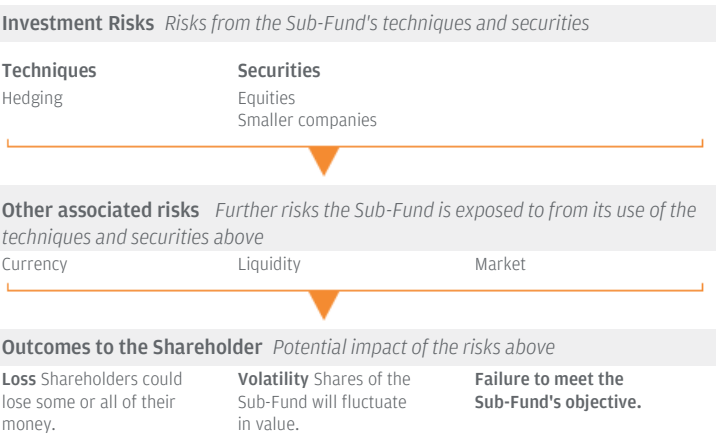 Investment Risks Risks from the Sub-Fund's techniques and securities
Techniques
Hedging
Securities
Equities
Smaller companies
Other associated risks Further risks the Sub-Fund is exposed to from its use of the
techniques and securities above
Currency
Liquidity
Market
Outcomes to the Shareholder Potential impact of the risks above
Loss Shareholders could
lose some or all of their
money.
Volatility Shares of the
Sub-Fund will fluctuate
in value.
Failure to meet the
Sub-Fund's objective.